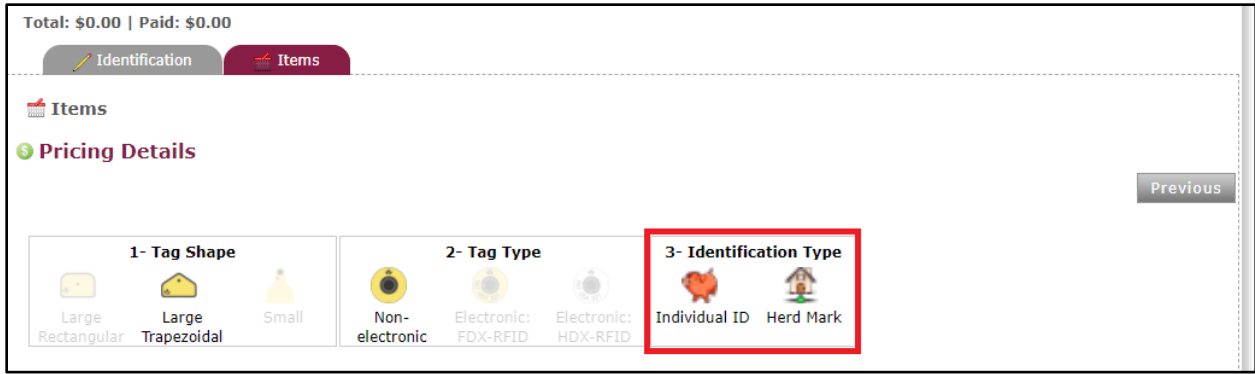 Total: $0.00 | Paid: $0.00
Identification
Items
Items
Pricing Details
Previous
1- Tag Shape
Large Rectangular
Large Trapezoidal
Small
2- Tag Type
Non-electronic
Electronic: FDX-RFID
Electronic: HDX-RFID
3- Identification Type
Individual ID
Herd Mark